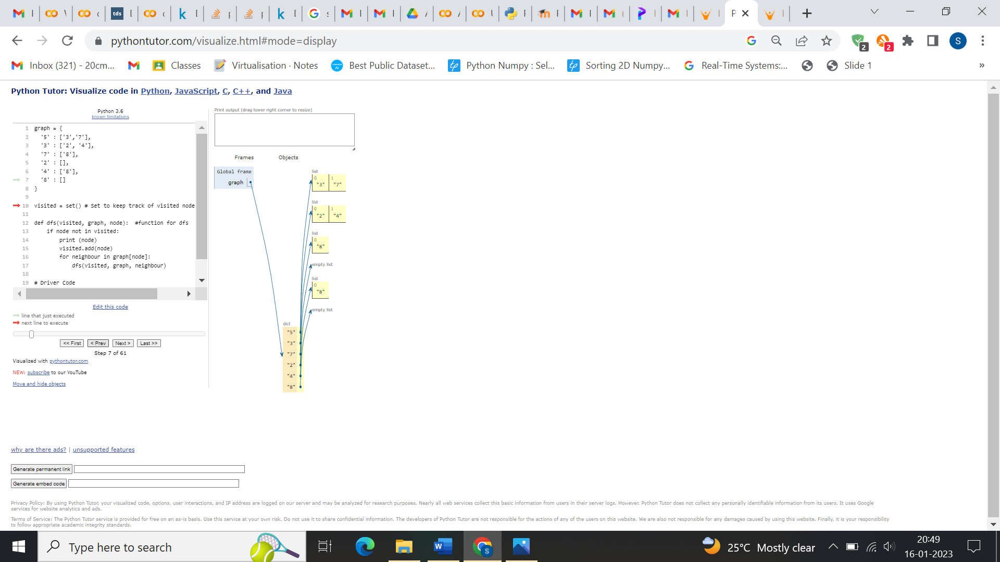 tds
pythontutor.com/visualize.html#mode=display
2
2
S
Inbox (321) - 20cm...
Classes
Virtualisation · Notes
Best Public Dataset...
Python Numpy : Sel...
Sorting 2D Numpy...
Real-Time Systems:...
Slide 1
»
Python Tutor: Visualize code in Python, JavaScript, C, C++, and Java
Python 3.6
known limitations
1 graph = {
2 '5' : ['3','7'],
3 '3' : ['2', '4'],
4 '7' : ['8'],
5 '2' : [],
6 '4' : ['8'],
7 '8' : []
8 }
9
10 visited = set() # Set to keep track of visited node
11
12 def dfs(visited, graph, node):  #function for dfs
13 if node not in visited:
14 print (node)
15 visited.add(node)
16 for neighbour in graph[node]:
17 dfs(visited, graph, neighbour)
18
19 # Driver Code
Edit this code
line that just executed
next line to execute
<< First < Prev Next > Last >>
Step 7 of 61
Visualized with pythontutor.com
NEW: subscribe to our YouTube
Move and hide objects
Print output (drag lower right corner to resize)
Frames Objects
Global frame
graph
list
0 1
"3" "7"
list
0 1
"2" "4"
list
0
"8"
empty list
list
0
"8"
empty list
dict
"5"
"3"
"7"
"2"
"4"
"8"
why are there ads? | unsupported features
Generate permanent link
Generate embed code
Privacy Policy: By using Python Tutor, your visualized code, options, user interactions, and IP address are logged on our server and may be analyzed for research purposes. Nearly all web services collect this basic information from users in their server logs. However, Python Tutor does not collect any personally identifiable information from its users. It uses Google
services for website analytics and ads.
Terms of Service: The Python Tutor service is provided for free on an as-is basis. Use this service at your own risk. Do not use it to share confidential information. The developers of Python Tutor are not responsible for the actions of any of the users on this website. We are also not responsible for any damages caused by using this website. Finally, it is your responsibility
to follow appropriate academic integrity standards.
Type here to search
25°C Mostly clear
20:49
16-01-2023